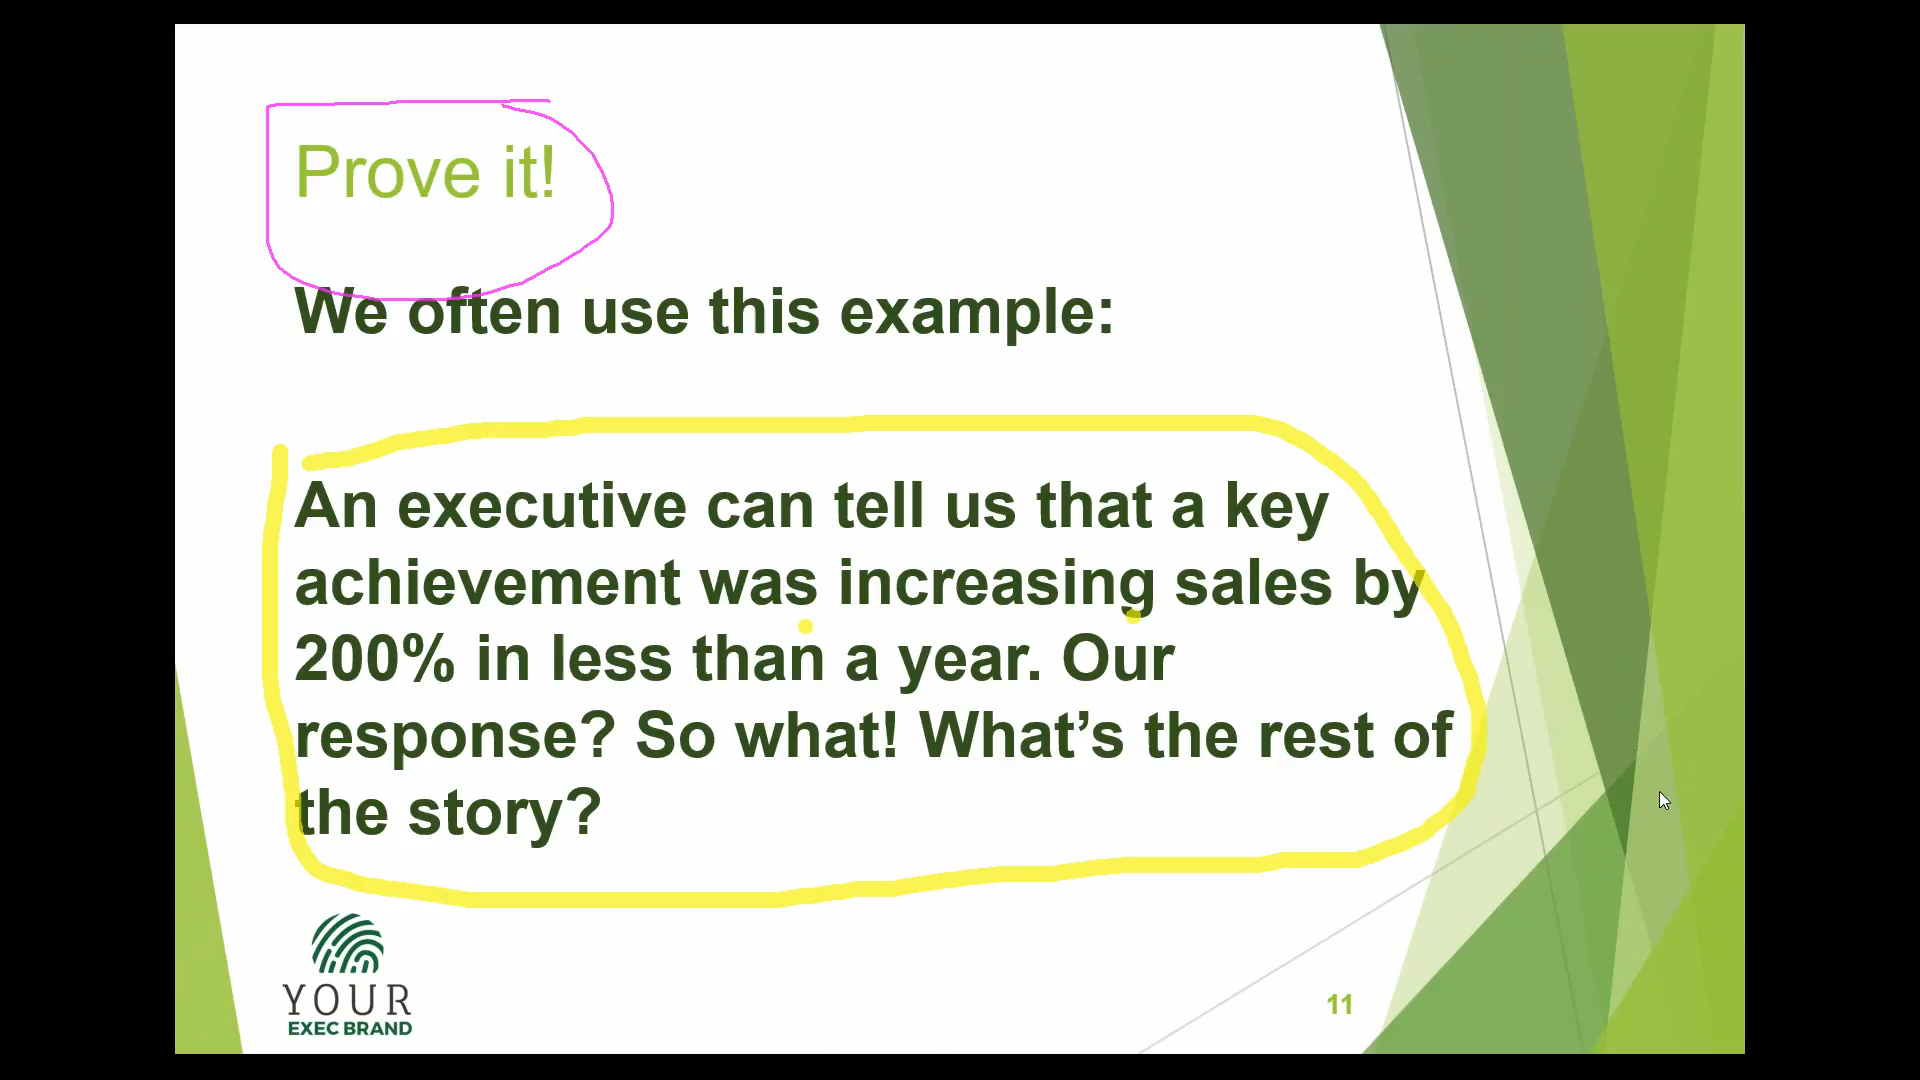 Prove it!
We often use this example:
An executive can tell us that a key
achievement was increasing sales by
200% in less than a year. Our
response? So what! What’s the rest of
the story?
YOUR
EXEC BRAND
11